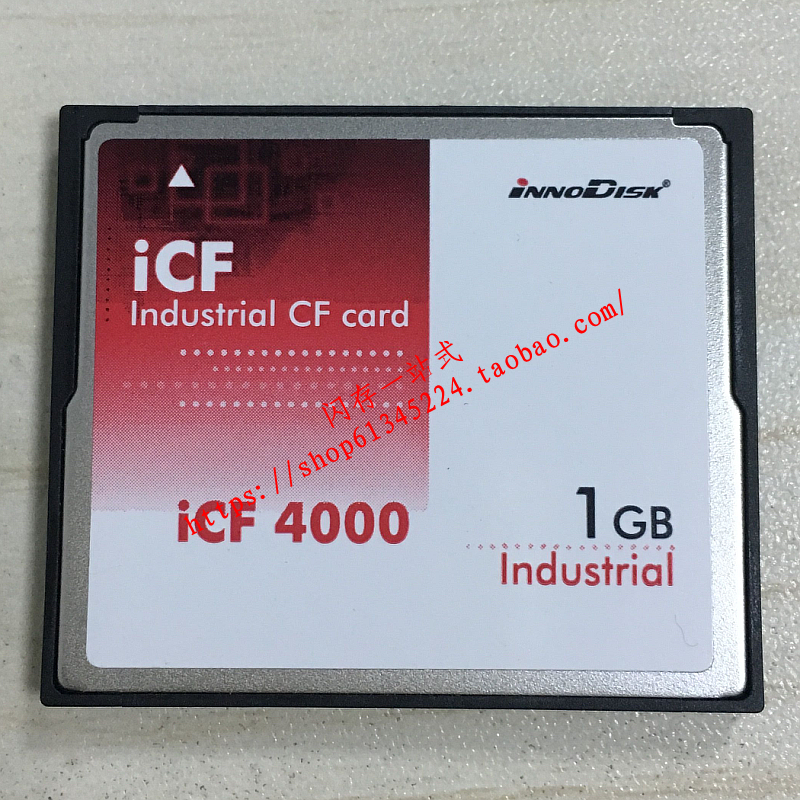 INNODISK®
iCF
Industrial CF card
闪存一站式
https://shop61345224.taobao.com/
iCF 4000
1 GB
Industrial